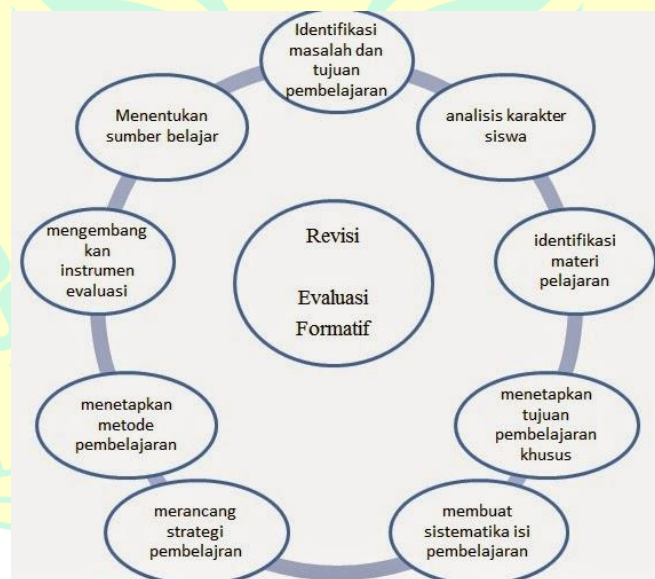 Identifikasi
masalah dan
tujuan
pembelajaran
analisis karakter
siswa
identifikasi
materi
pelajaran
menetapkan
tujuan
pembelajaran
khusus
membuat
sistematika isi
pembelajaran
merancang
strategi
pembelajran
menetapkan
metode
pembelajaran
mengembang
kan
instrumen
evaluasi
Menentukan
sumber belajar
Revisi
Evaluasi
Formatif